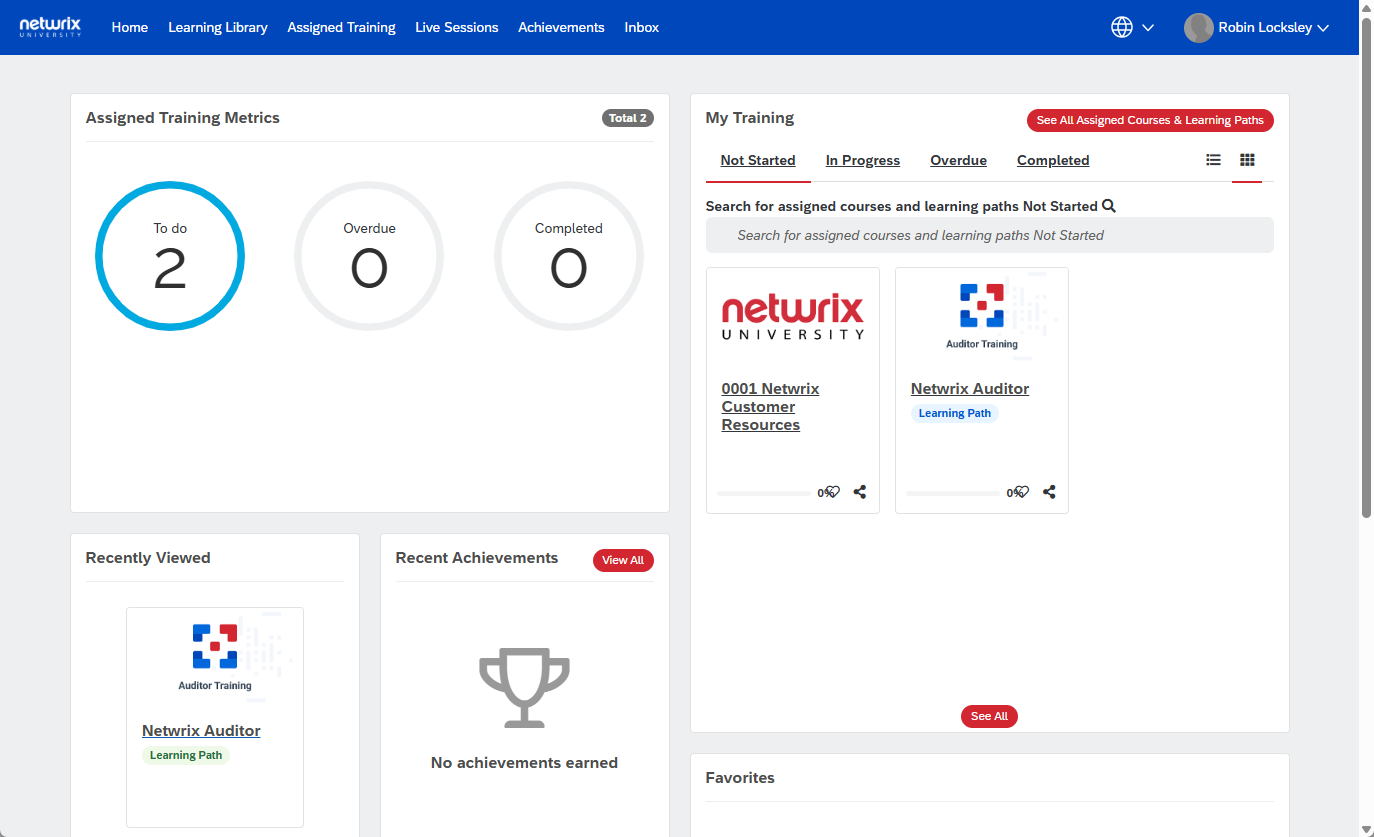 netwrix
UNIVERSITY
Home
Learning Library
Assigned Training
Live Sessions
Achievements
Inbox
Robin Locksley
Assigned Training Metrics
Total 2
To do
2
Overdue
0
Completed
0
My Training
See All Assigned Courses & Learning Paths
Not Started
In Progress
Overdue
Completed
Search for assigned courses and learning paths Not Started
Search for assigned courses and learning paths Not Started
netwrix
UNIVERSITY
0001 Netwrix
Customer
Resources
0%
Auditor Training
Netwrix Auditor
Learning Path
0%
See All
Recently Viewed
Auditor Training
Netwrix Auditor
Learning Path
Recent Achievements
View All
No achievements earned
Favorites